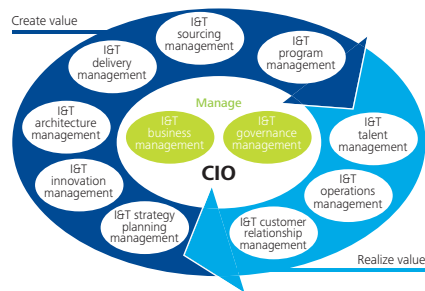 Create value
I&T
sourcing
management
I&T
program
management
I&T
delivery
management
Manage
I&T
business
management
I&T
governance
management
CIO
I&T
architecture
management
I&T
talent
management
I&T
innovation
management
I&T
operations
management
I&T strategy
planning
management
I&T customer
relationship
management
Realize value